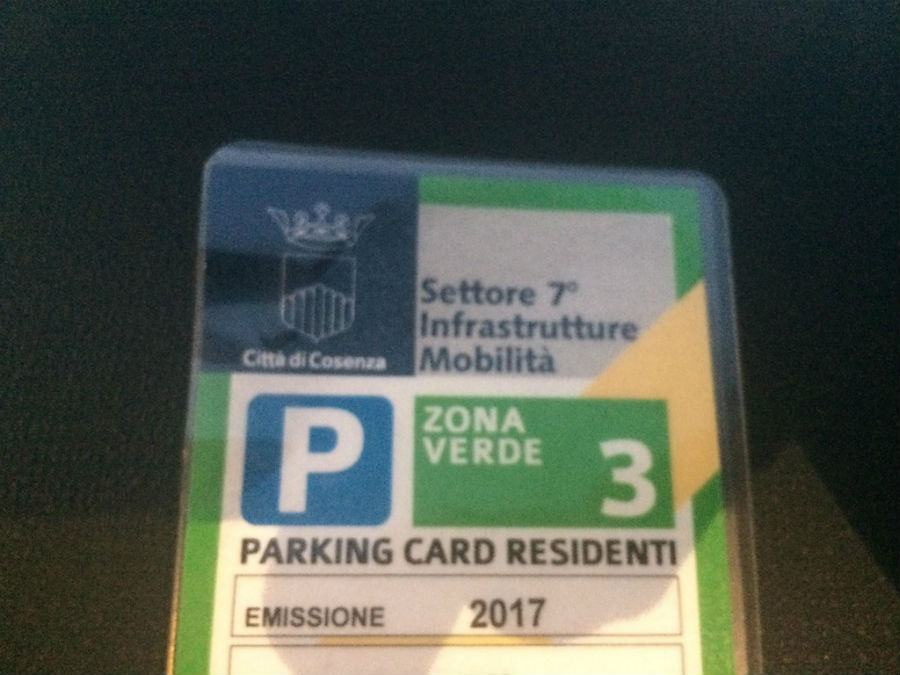 Settore 7°
Infrastrutture
Mobilità
Città di Cosenza
P
ZONA
VERDE
3
PARKING CARD RESIDENTI
EMISSIONE 2017